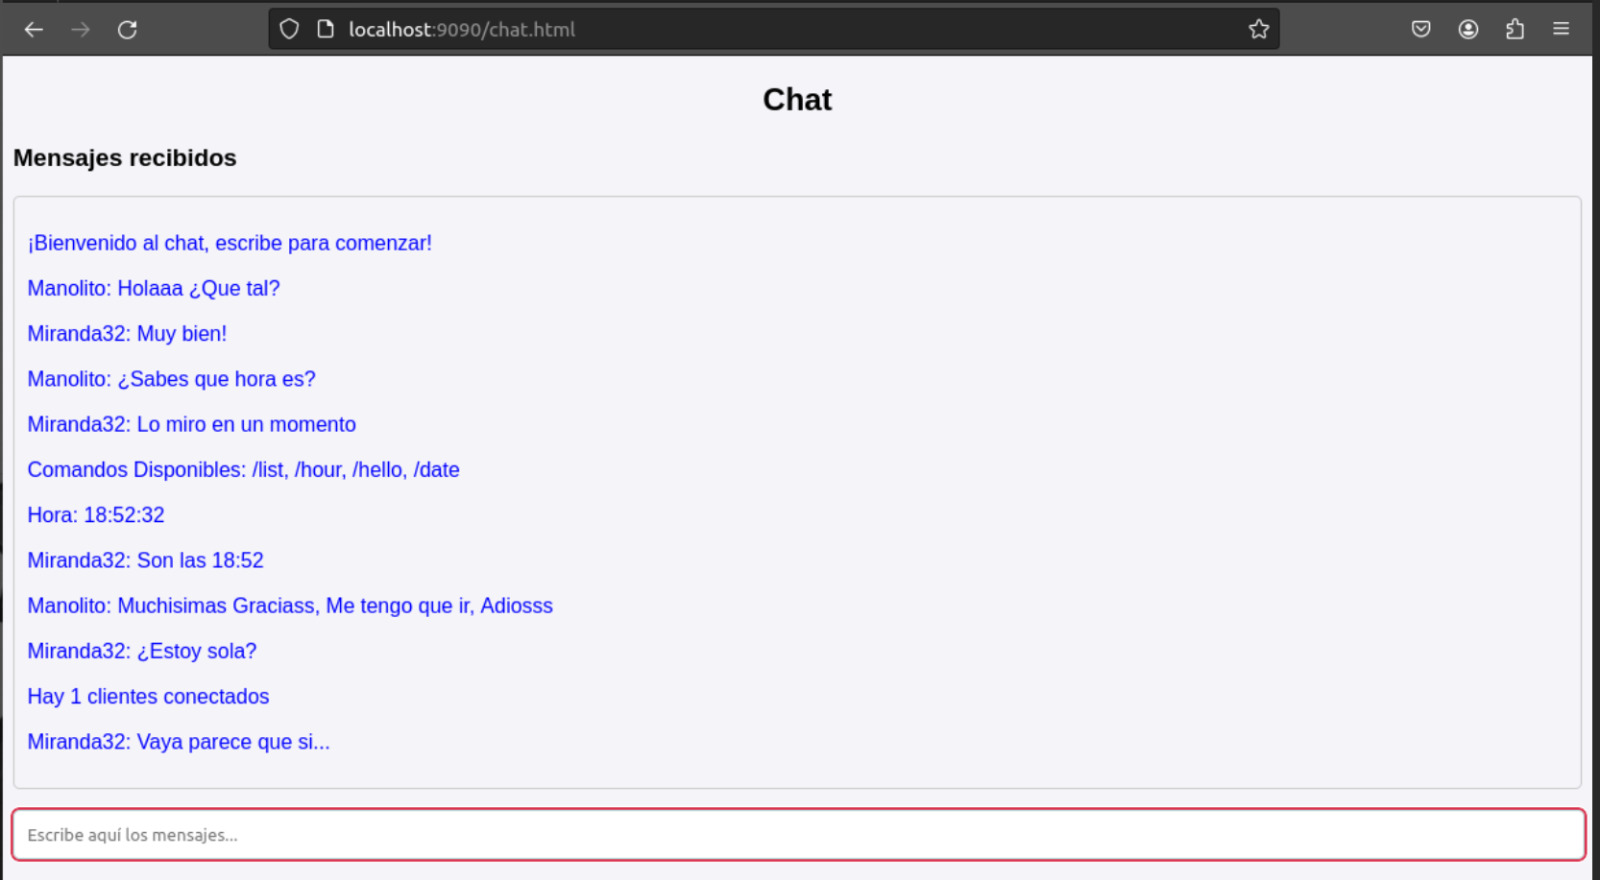 localhost:9090/chat.html
Chat
Mensajes recibidos
¡Bienvenido al chat, escribe para comenzar!
Manolito: Holaaa ¿Que tal?
Miranda32: Muy bien!
Manolito: ¿Sabes que hora es?
Miranda32: Lo miro en un momento
Comandos Disponibles: /list, /hour, /hello, /date
Hora: 18:52:32
Miranda32: Son las 18:52
Manolito: Muchisimas Graciass, Me tengo que ir, Adiosss
Miranda32: ¿Estoy sola?
Hay 1 clientes conectados
Miranda32: Vaya parece que si...
Escribe aquí los mensajes...